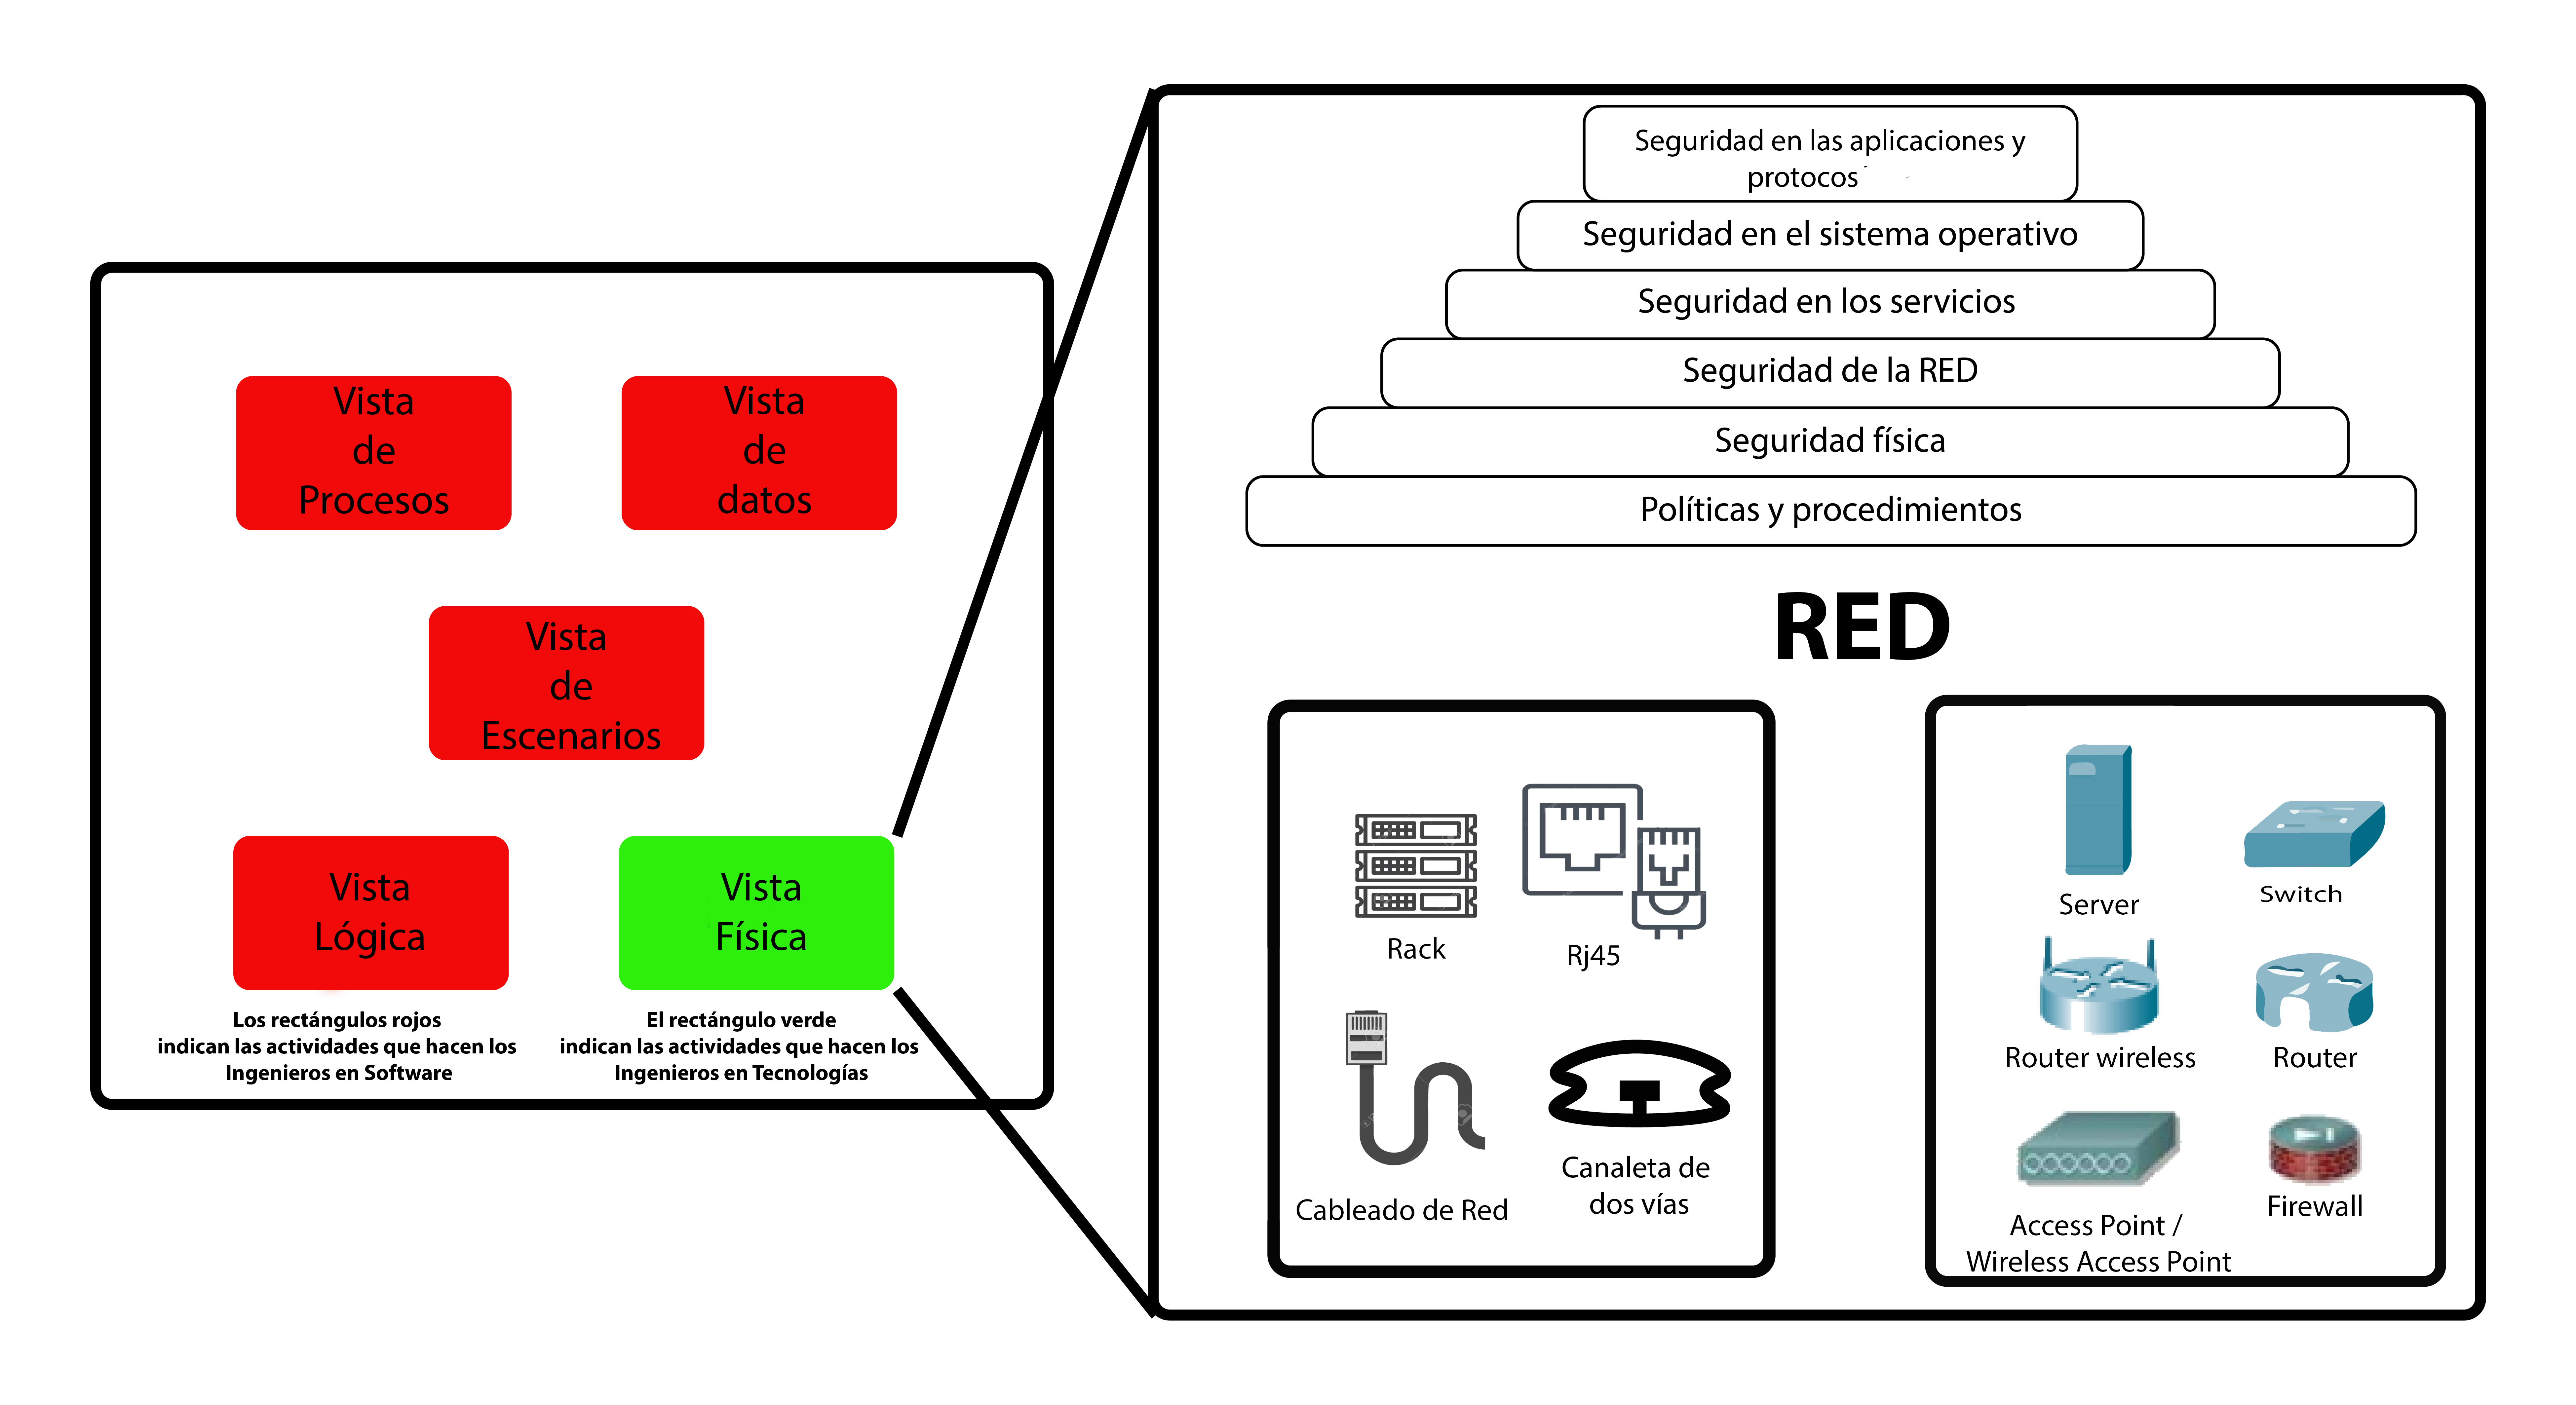 Vista
de
Procesos
Vista
de
datos
Vista
de
Escenarios
Vista
Lógica
Vista
Física
Los rectángulos rojos
indican las actividades que hacen los
Ingenieros en Software
El rectángulo verde
indican las actividades que hacen los
Ingenieros en Tecnologías
Seguridad en las aplicaciones y
protocos
Seguridad en el sistema operativo
Seguridad en los servicios
Seguridad de la RED
Seguridad física
Políticas y procedimientos
RED
Rack
Rj45
Cableado de Red
Canaleta de
dos vías
Server
Switch
Router wireless
Router
Access Point /
Wireless Access Point
Firewall